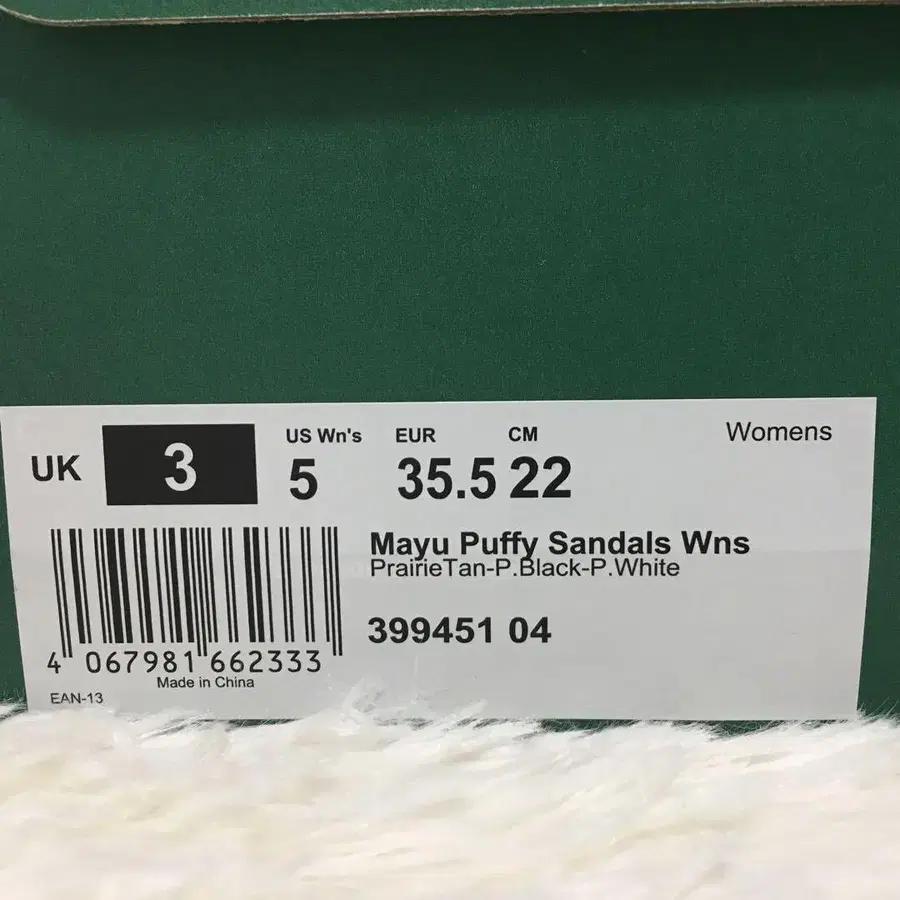 Womens
UK 3
US Wn's EUR CM
5 35.5 22
Mayu Puffy Sandals Wns
PrairieTan-P.Black-P.White
399451 04
4 067981 662333
Made in China
EAN-13